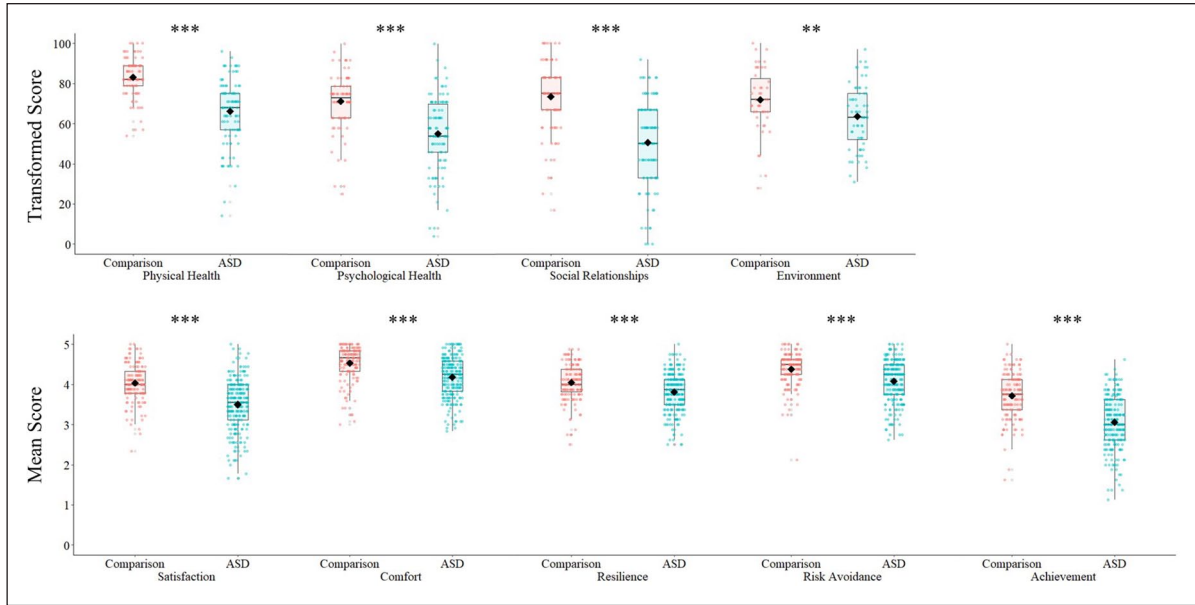 *** *** *** **
Transformed Score
100
80
60
40
20
0
Comparison ASD Comparison ASD Comparison ASD Comparison ASD
Physical Health Psychological Health Social Relationships Environment
*** *** *** *** ***
Mean Score
5
4
3
2
1
0
Comparison ASD Comparison ASD Comparison ASD Comparison ASD Comparison ASD
Satisfaction Comfort Resilience Risk Avoidance Achievement